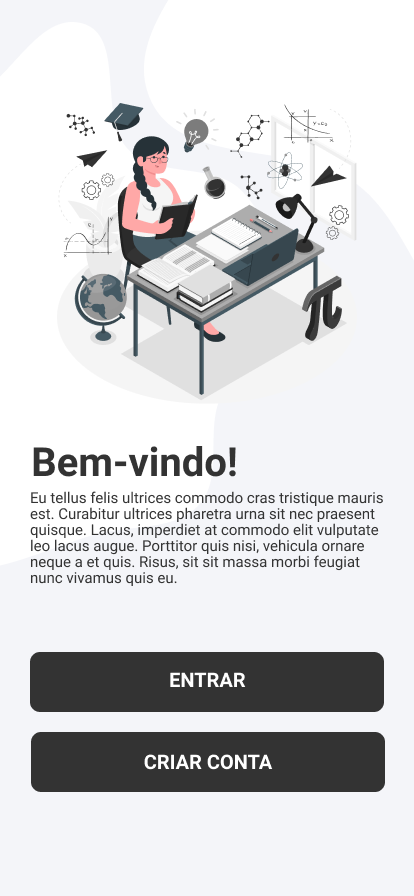 Bem-vindo!
Eu tellus felis ultrices commodo cras tristique mauris
est. Curabitur ultrices pharetra urna sit nec praesent
quisque. Lacus, imperdiet at commodo elit vulputate
leo lacus augue. Porttitor quis nisi, vehicula ornare
neque a et quis. Risus, sit sit massa morbi feugiat
nunc vivamus quis eu.
ENTRAR
CRIAR CONTA